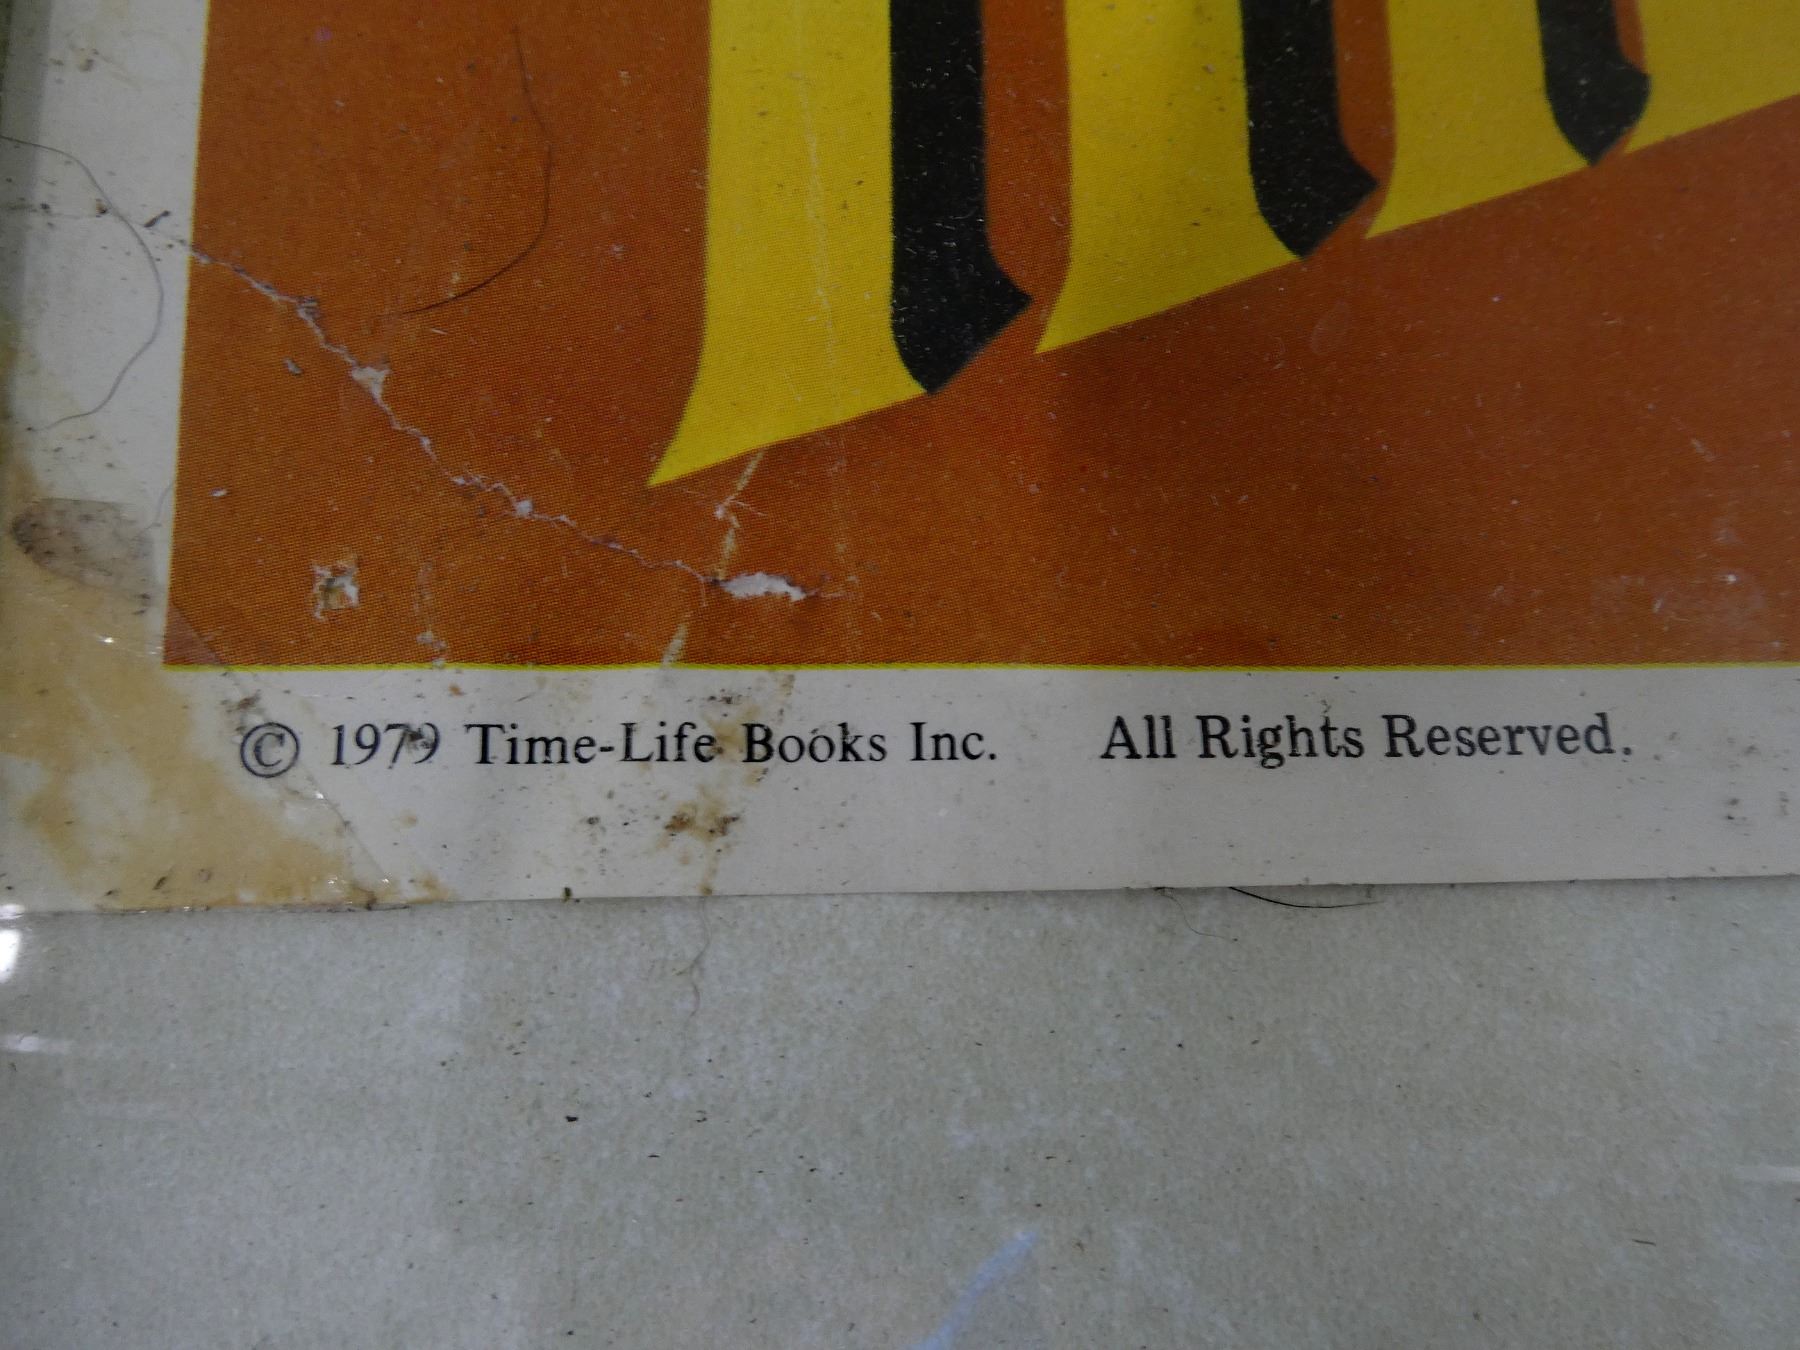 © 1979 Time-Life Books Inc. All Rights Reserved.